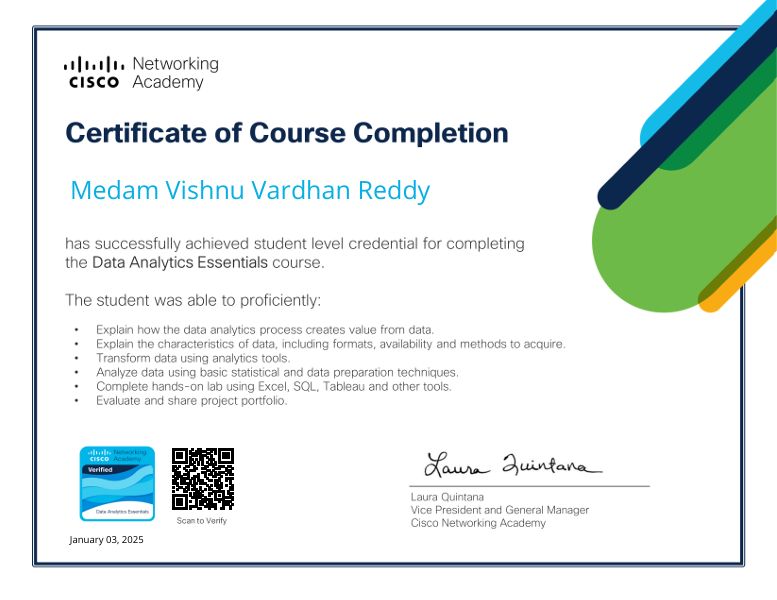 CISCO Networking Academy
Certificate of Course Completion
Medam Vishnu Vardhan Reddy
has successfully achieved student level credential for completing
the Data Analytics Essentials course.
The student was able to proficiently:
• Explain how the data analytics process creates value from data.
• Explain the characteristics of data, including formats, availability and methods to acquire.
• Transform data using analytics tools.
• Analyze data using basic statistical and data preparation techniques.
• Complete hands-on lab using Excel, SQL, Tableau and other tools.
• Evaluate and share project portfolio.
CISCO Networking Academy
Verified
Data Analytics Essentials
Scan to Verify
January 03, 2025
Laura Quintana
Laura Quintana
Vice President and General Manager
Cisco Networking Academy